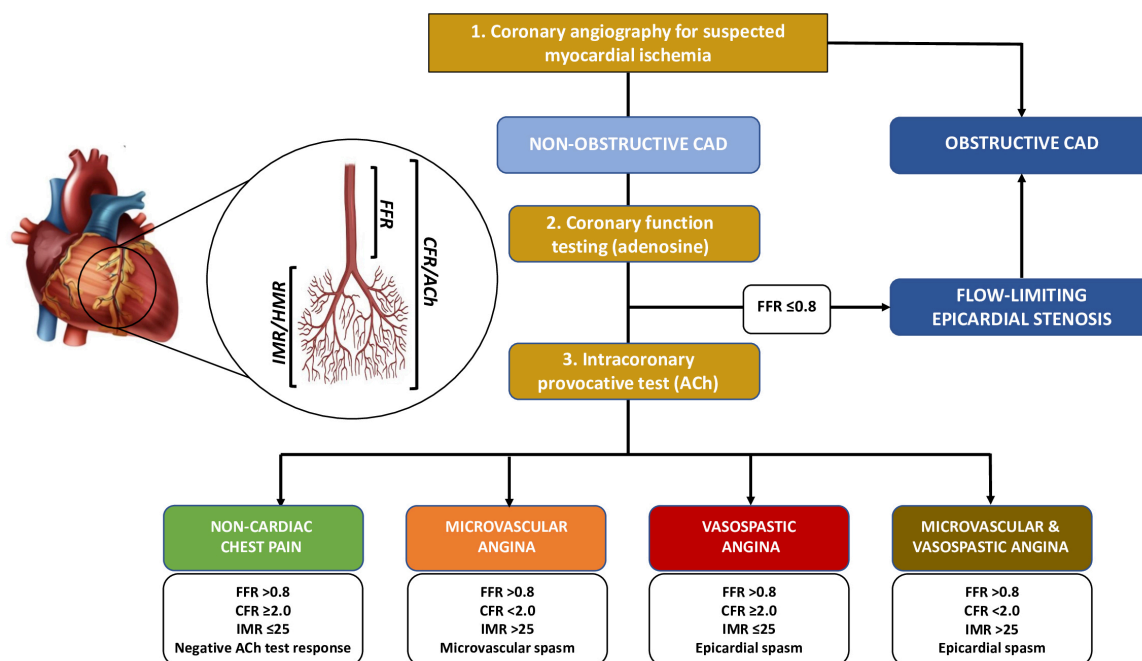 1. Coronary angiography for suspected
myocardial ischemia
NON-OBSTRUCTIVE CAD
OBSTRUCTIVE CAD
FFR
CFR/ACh
IMR/HMR
2. Coronary function
testing (adenosine)
FFR ≤0.8
FLOW-LIMITING
EPICARDIAL STENOSIS
3. Intracoronary
provocative test (ACh)
NON-CARDIAC
CHEST PAIN
FFR >0.8
CFR ≥2.0
IMR ≤25
Negative ACh test response
MICROVASCULAR
ANGINA
FFR >0.8
CFR <2.0
IMR >25
Microvascular spasm
VASOSPASTIC
ANGINA
FFR >0.8
CFR ≥2.0
IMR ≤25
Epicardial spasm
MICROVASCULAR &
VASOSPASTIC ANGINA
FFR >0.8
CFR <2.0
IMR >25
Epicardial spasm